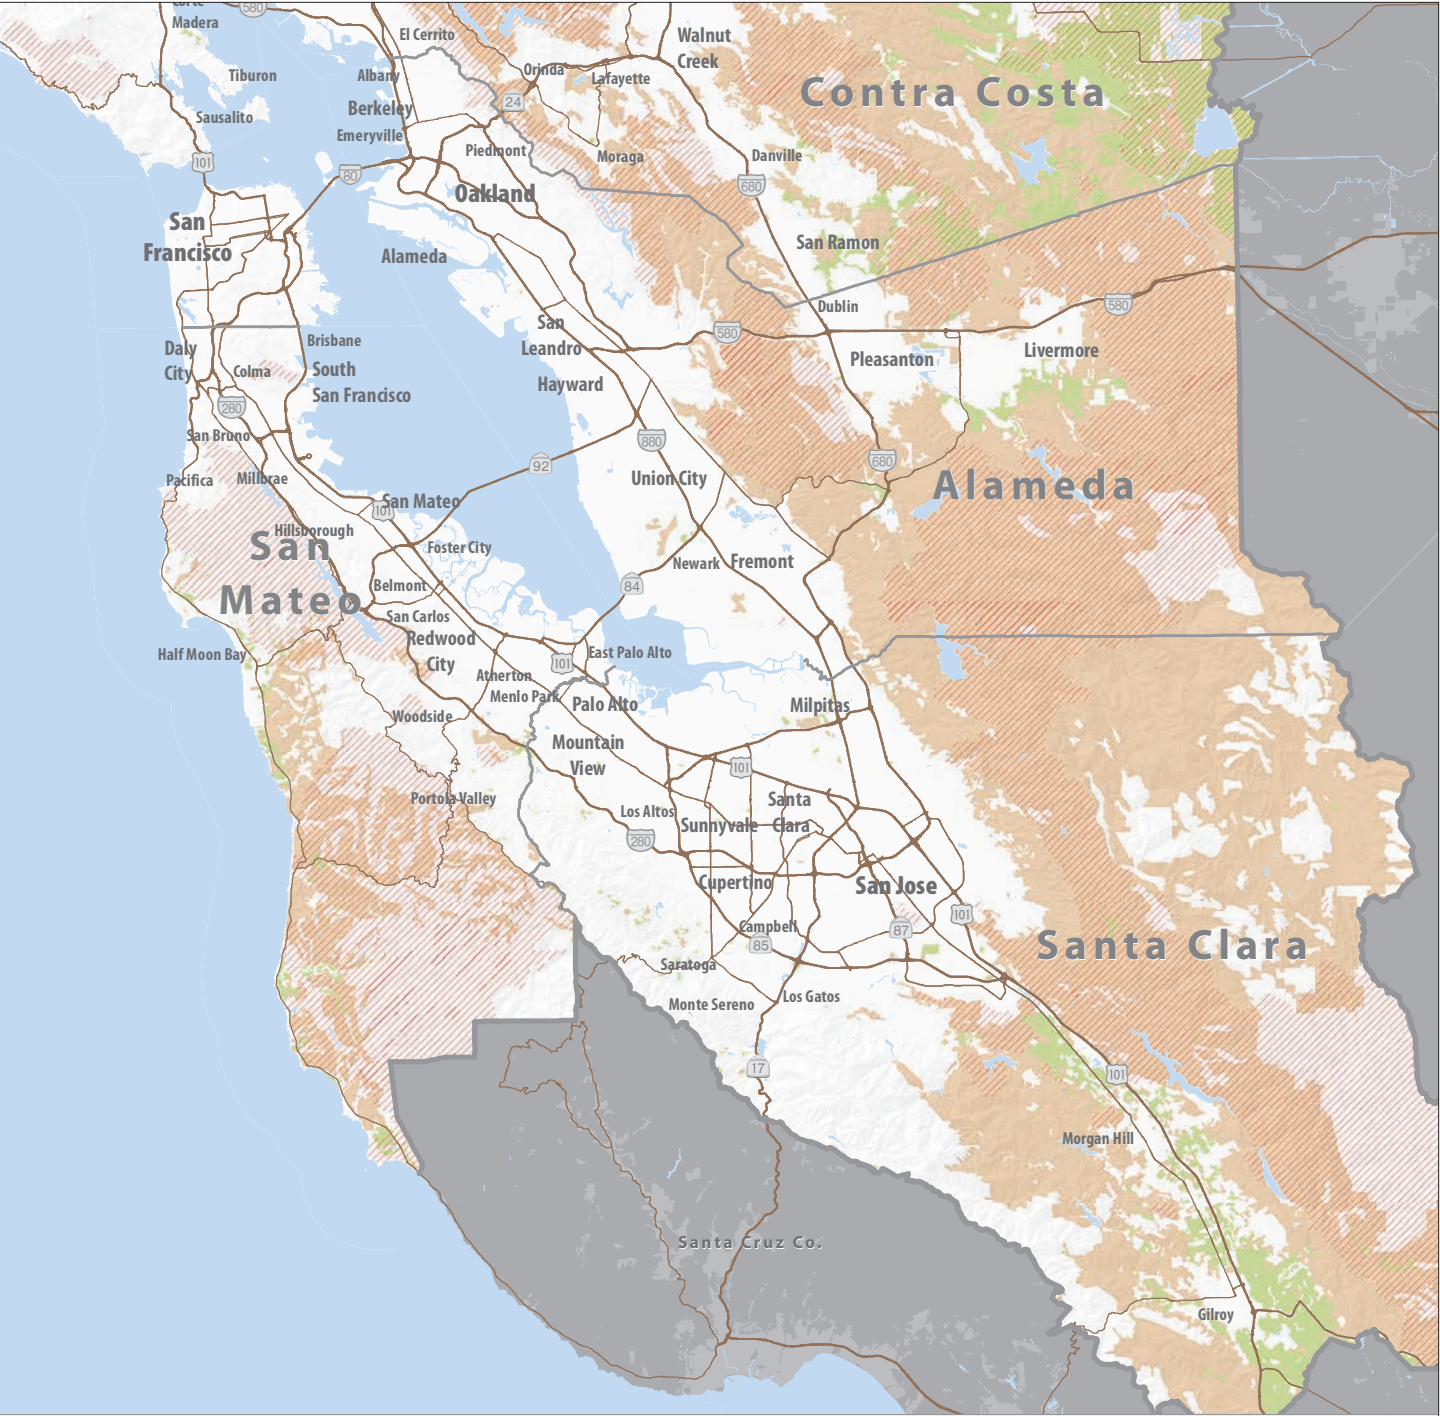 Corte
Madera
580
El Cerrito
Walnut
Creek
Tiburon
Albany
Orinda
Lafayette
Contra Costa
Berkeley
24
Sausalito
Emeryville
101
80
Piedmont
Moraga
Danville
680
Oakland
San
Francisco
Alameda
San Ramon
Dublin
580
580
San
Leandro
Brisbane
Daly
City
Colma
South
San Francisco
Pleasanton
Livermore
Hayward
280
San Bruno
880
92
680
Pacifica
Millbrae
Union City
Alameda
San Mateo
101
Hillsborough
San
Mateo
Foster City
Newark
Fremont
Belmont
84
San Carlos
Redwood
City
Half Moon Bay
East Palo Alto
101
Atherton
Menlo Park
Palo Alto
Milpitas
Woodside
Mountain
View
101
Portola Valley
Los Altos
Santa
Clara
Sunnyvale
280
Cupertino
San Jose
101
Campbell
87
85
Santa Clara
Saratoga
Monte Sereno
Los Gatos
17
101
Morgan Hill
Santa Cruz Co.
Gilroy